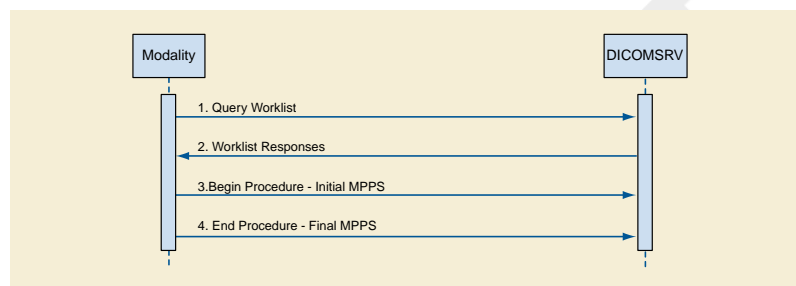 Modality
DICOMSRV
1. Query Worklist
2. Worklist Responses
3.Begin Procedure - Initial MPPS
4. End Procedure - Final MPPS